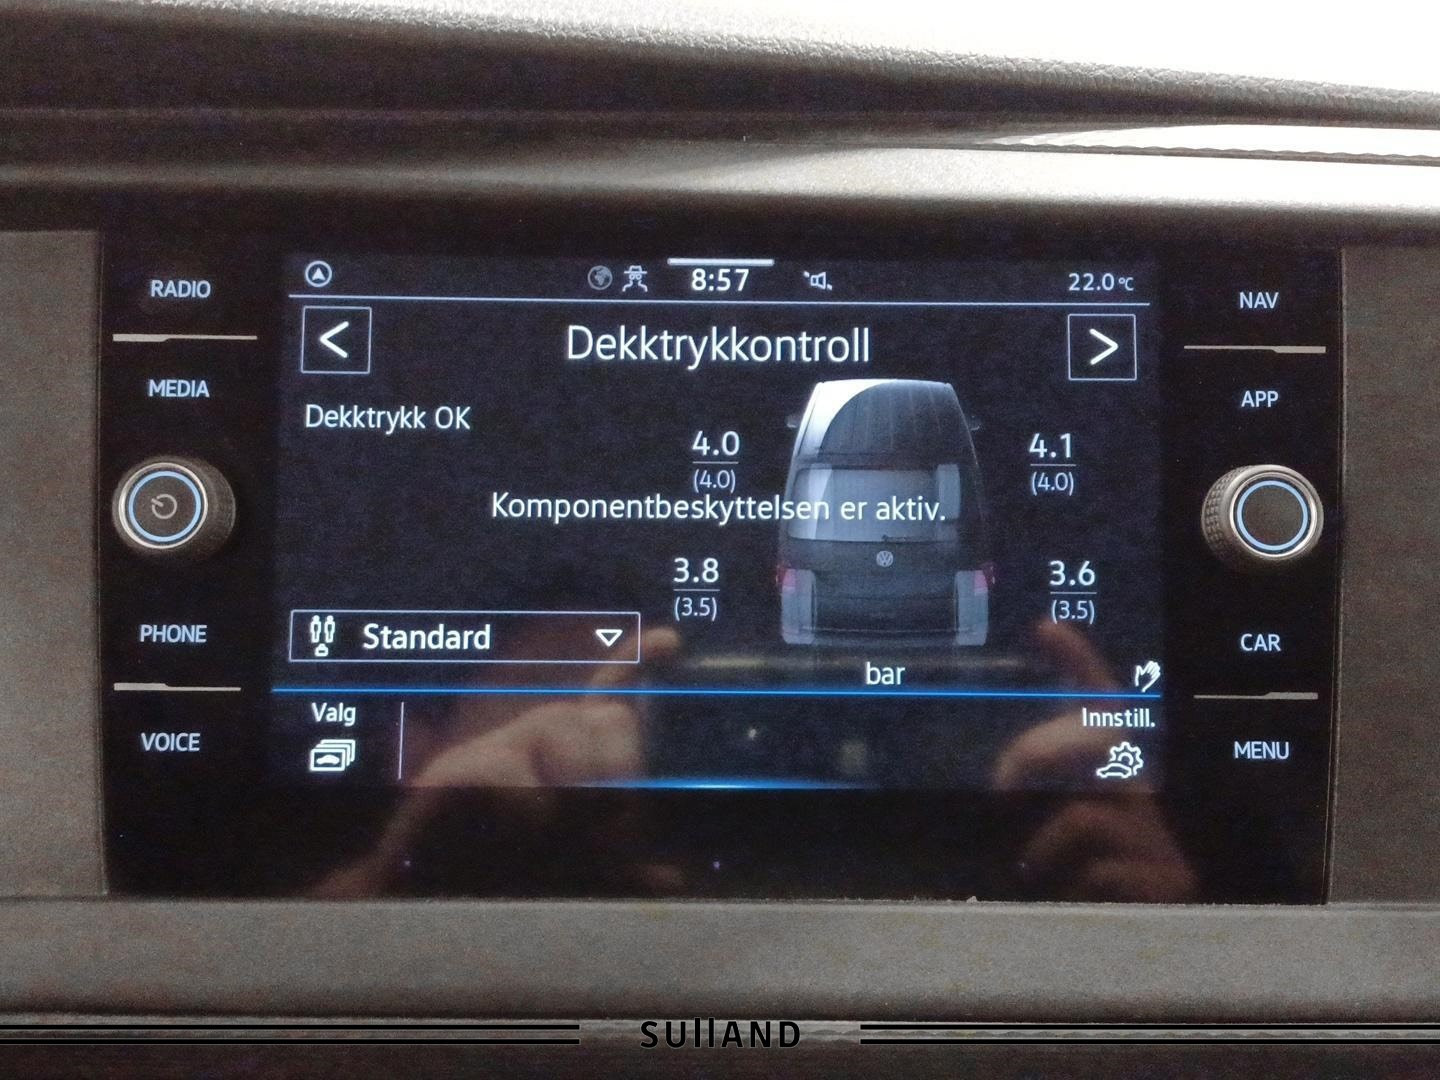 RADIO
MEDIA
PHONE
VOICE
8:57
22.0 °C
Dekktrykkontroll
Dekktrykk OK
4.0
(4.0)
4.1
(4.0)
Komponentbeskyttelsen er aktiv.
3.8
(3.5)
3.6
(3.5)
Standard
bar
Valg
Innstill.
NAV
APP
CAR
MENU
SULLAND